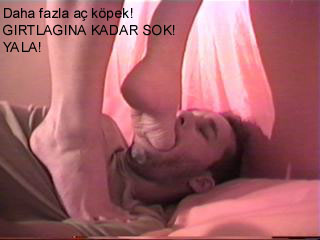 Daha fazla aç köpek!
GIRTLAGINA KADAR SOK!
YALA!